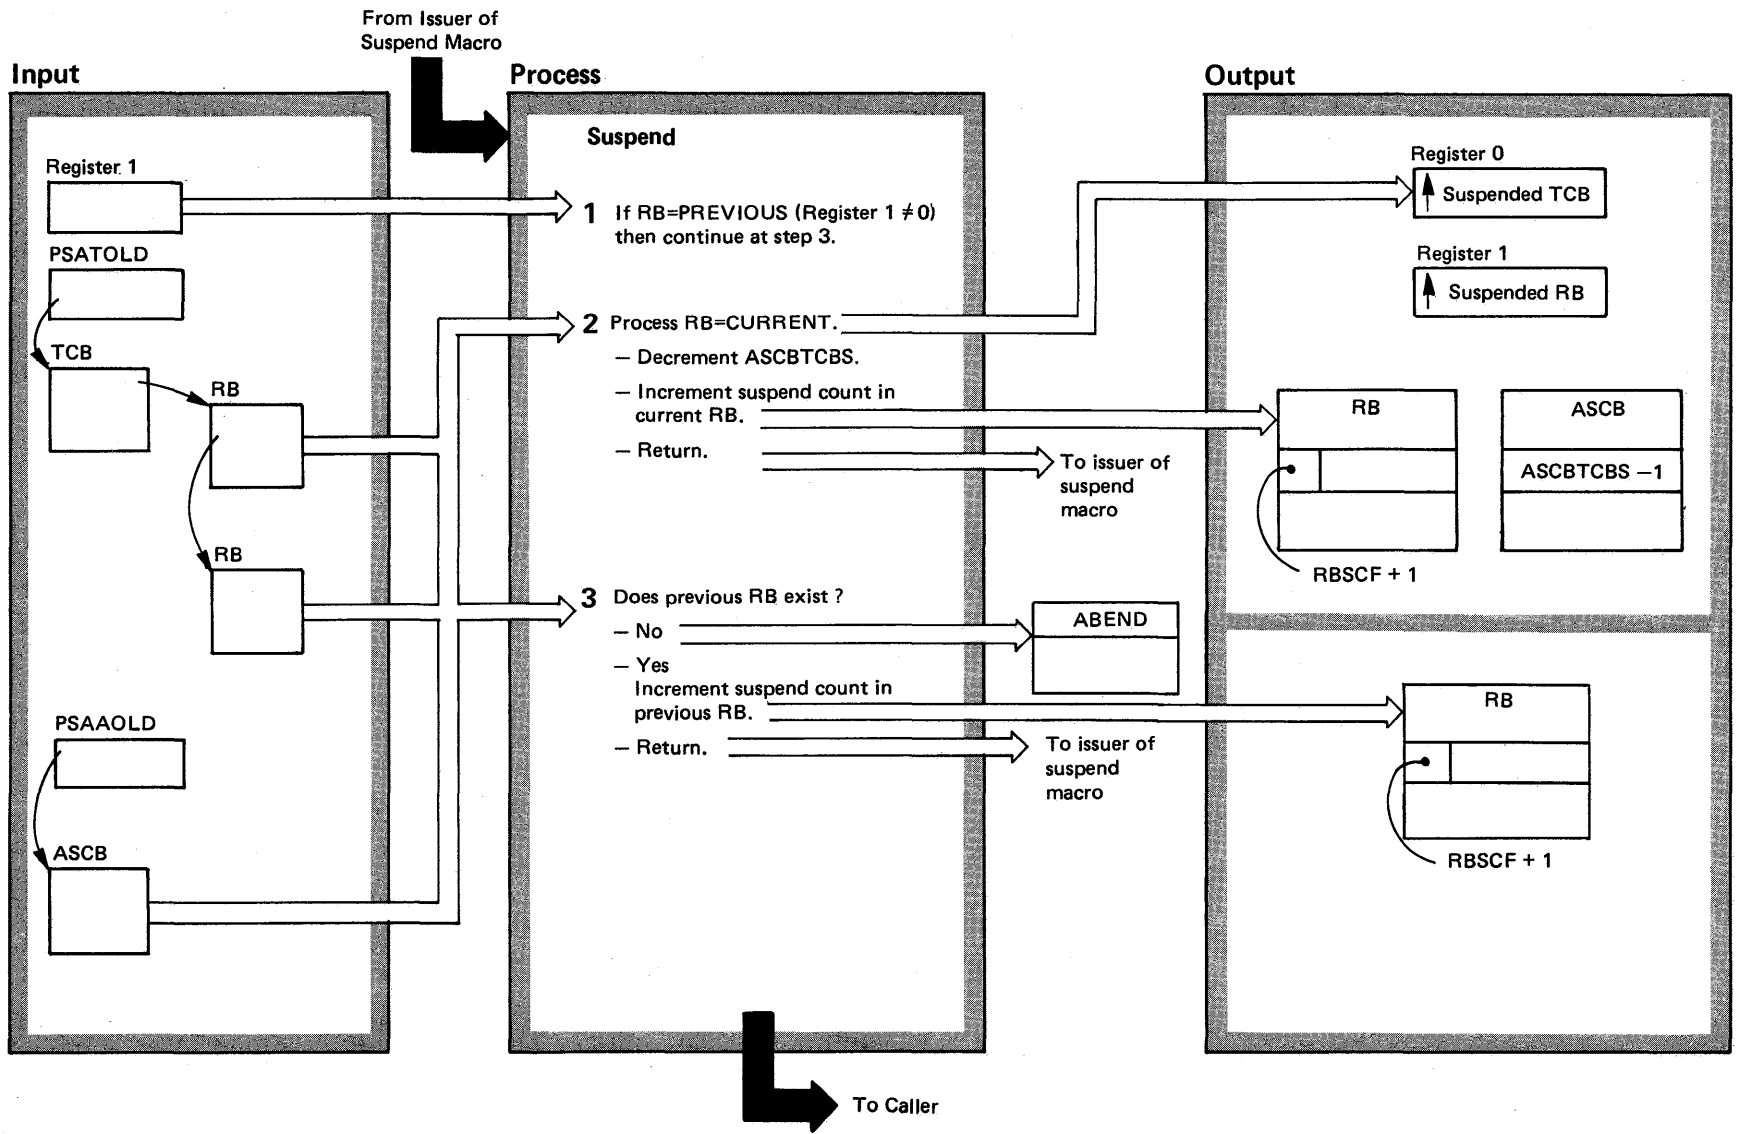 From Issuer of
Suspend Macro
Input
Process
Output
Register 1
PSATOLD
TCB
RB
RB
PSAAOLD
ASCB
Suspend
1 If RB=PREVIOUS (Register 1 ≠ 0)
then continue at step 3.
2 Process RB=CURRENT.
— Decrement ASCBTCBS.
— Increment suspend count in
current RB.
— Return.
To issuer of
suspend
macro
3 Does previous RB exist ?
— No
ABEND
— Yes
Increment suspend count in
previous RB.
— Return.
To issuer of
suspend
macro
Register 0
Suspended TCB
Register 1
Suspended RB
RB
ASCB
ASCBTCBS —1
RBSCF + 1
RB
RBSCF + 1
To Caller